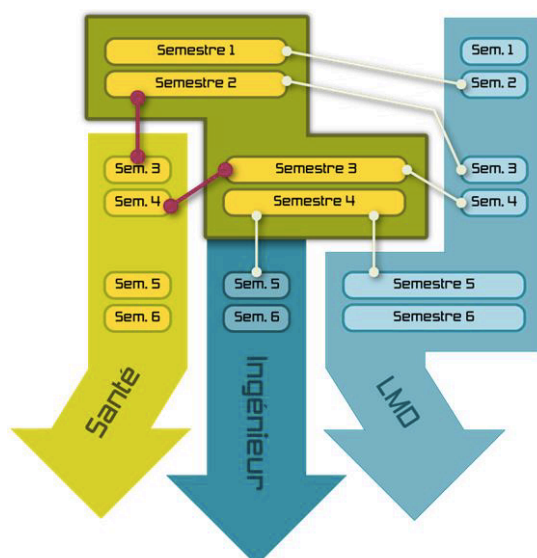 Semestre 1
Sem. 1
Semestre 2
Sem. 2
Sem. 3
Semestre 3
Sem. 3
Sem. 4
Semestre 4
Sem. 4
Sem. 5
Sem. 5
Semestre 5
Sem. 6
Sem. 6
Semestre 6
Santé
Ingénieur
LMD